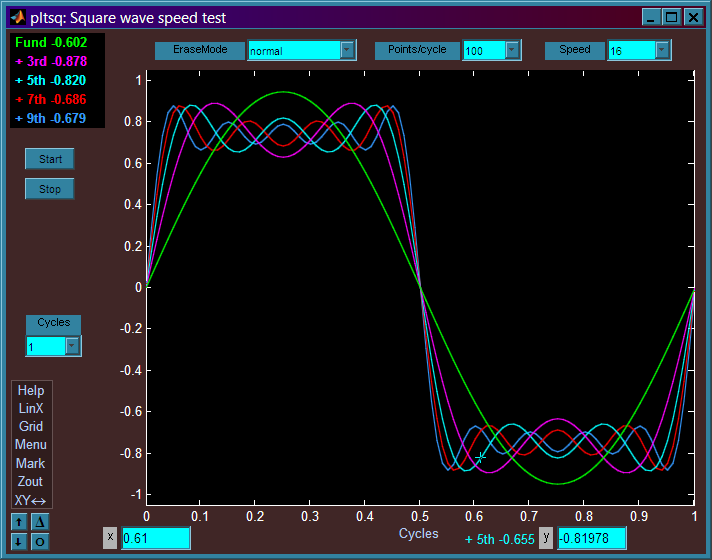 pltsq: Square wave speed test
Fund -0.602
+ 3rd -0.878
+ 5th -0.820
+ 7th -0.686
+ 9th -0.679
EraseMode normal Points/cycle 100 Speed 16
Start
Stop
Cycles
1
Help
LinX
Grid
Menu
Mark
Zout
XY↔
↑ Δ
↓ O
1
0.8
0.6
0.4
0.2
0
-0.2
-0.4
-0.6
-0.8
-1
0 0.1 0.2 0.3 0.4 0.5 0.6 0.7 0.8 0.9 1
x 0.61 Cycles + 5th -0.655 y -0.81978